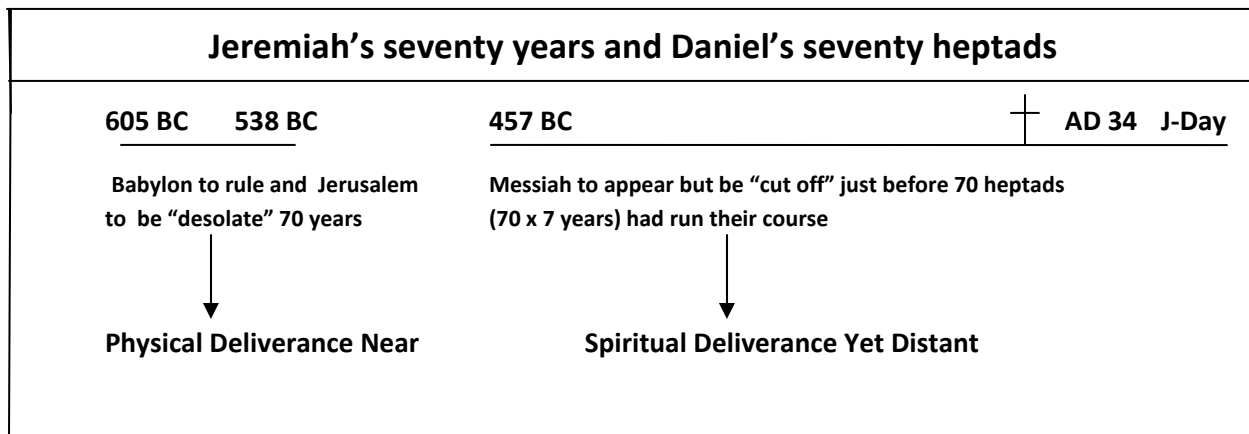 Jeremiah’s seventy years and Daniel’s seventy heptads
605 BC 538 BC 457 BC AD 34 J-Day
Babylon to rule and Jerusalem
to be “desolate” 70 years
Messiah to appear but be “cut off” just before 70 heptads
(70 x 7 years) had run their course
Physical Deliverance Near
Spiritual Deliverance Yet Distant